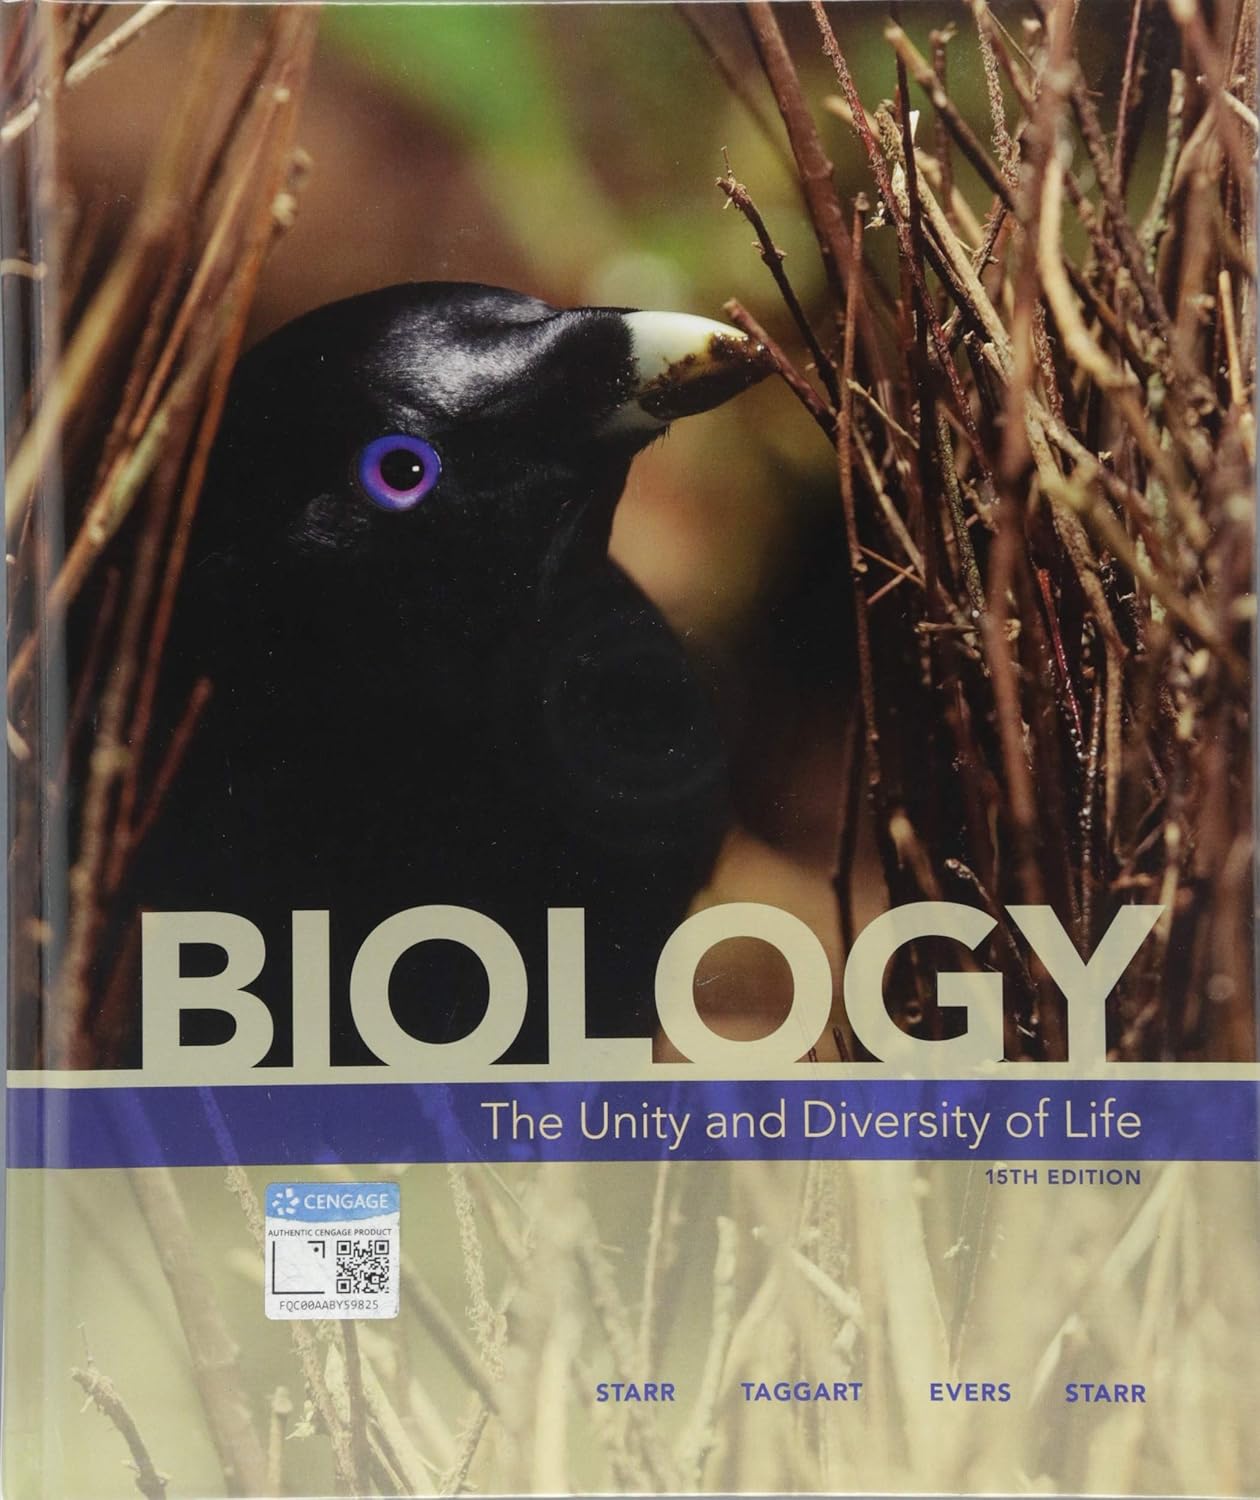 BIOLOGY
The Unity and Diversity of Life
15TH EDITION
CENGAGE
AUTHENTIC CENGAGE PRODUCT
FQC00AABY59825
STARR TAGGART EVERS STARR